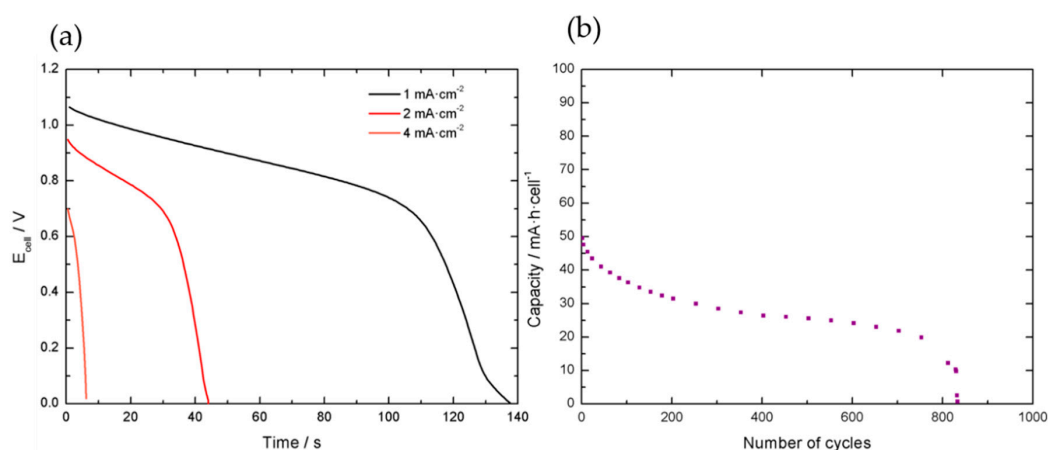 (a)
1.2
1.0
0.8
0.6
0.4
0.2
0.0
E_cell / V
1 mA·cm⁻²
2 mA·cm⁻²
4 mA·cm⁻²
0 20 40 60 80 100 120 140
Time / s
(b)
100
90
80
70
60
50
40
30
20
10
0
Capacity / mA·h·cell⁻¹
0 200 400 600 800 1000
Number of cycles